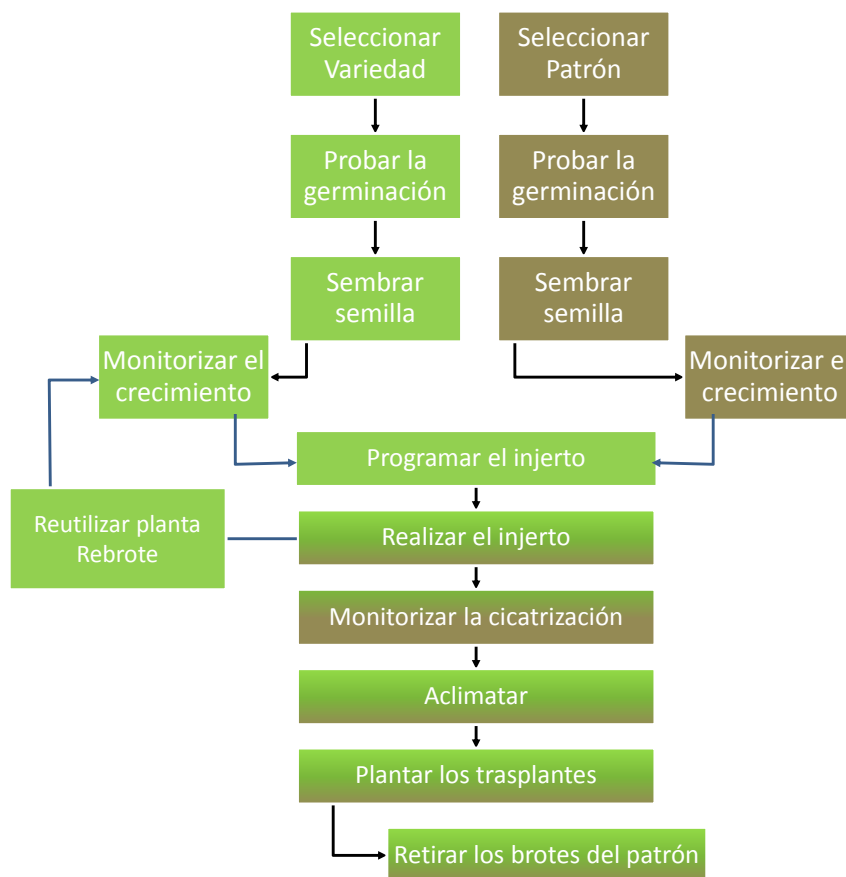 Seleccionar
Variedad
Seleccionar
Patrón
Probar la
germinación
Probar la
germinación
Sembrar
semilla
Sembrar
semilla
Monitorizar el
crecimiento
Monitorizar e
crecimiento
Programar el injerto
Reutilizar planta
Rebrote
Realizar el injerto
Monitorizar la cicatrización
Aclimatar
Plantar los trasplantes
Retirar los brotes del patrón